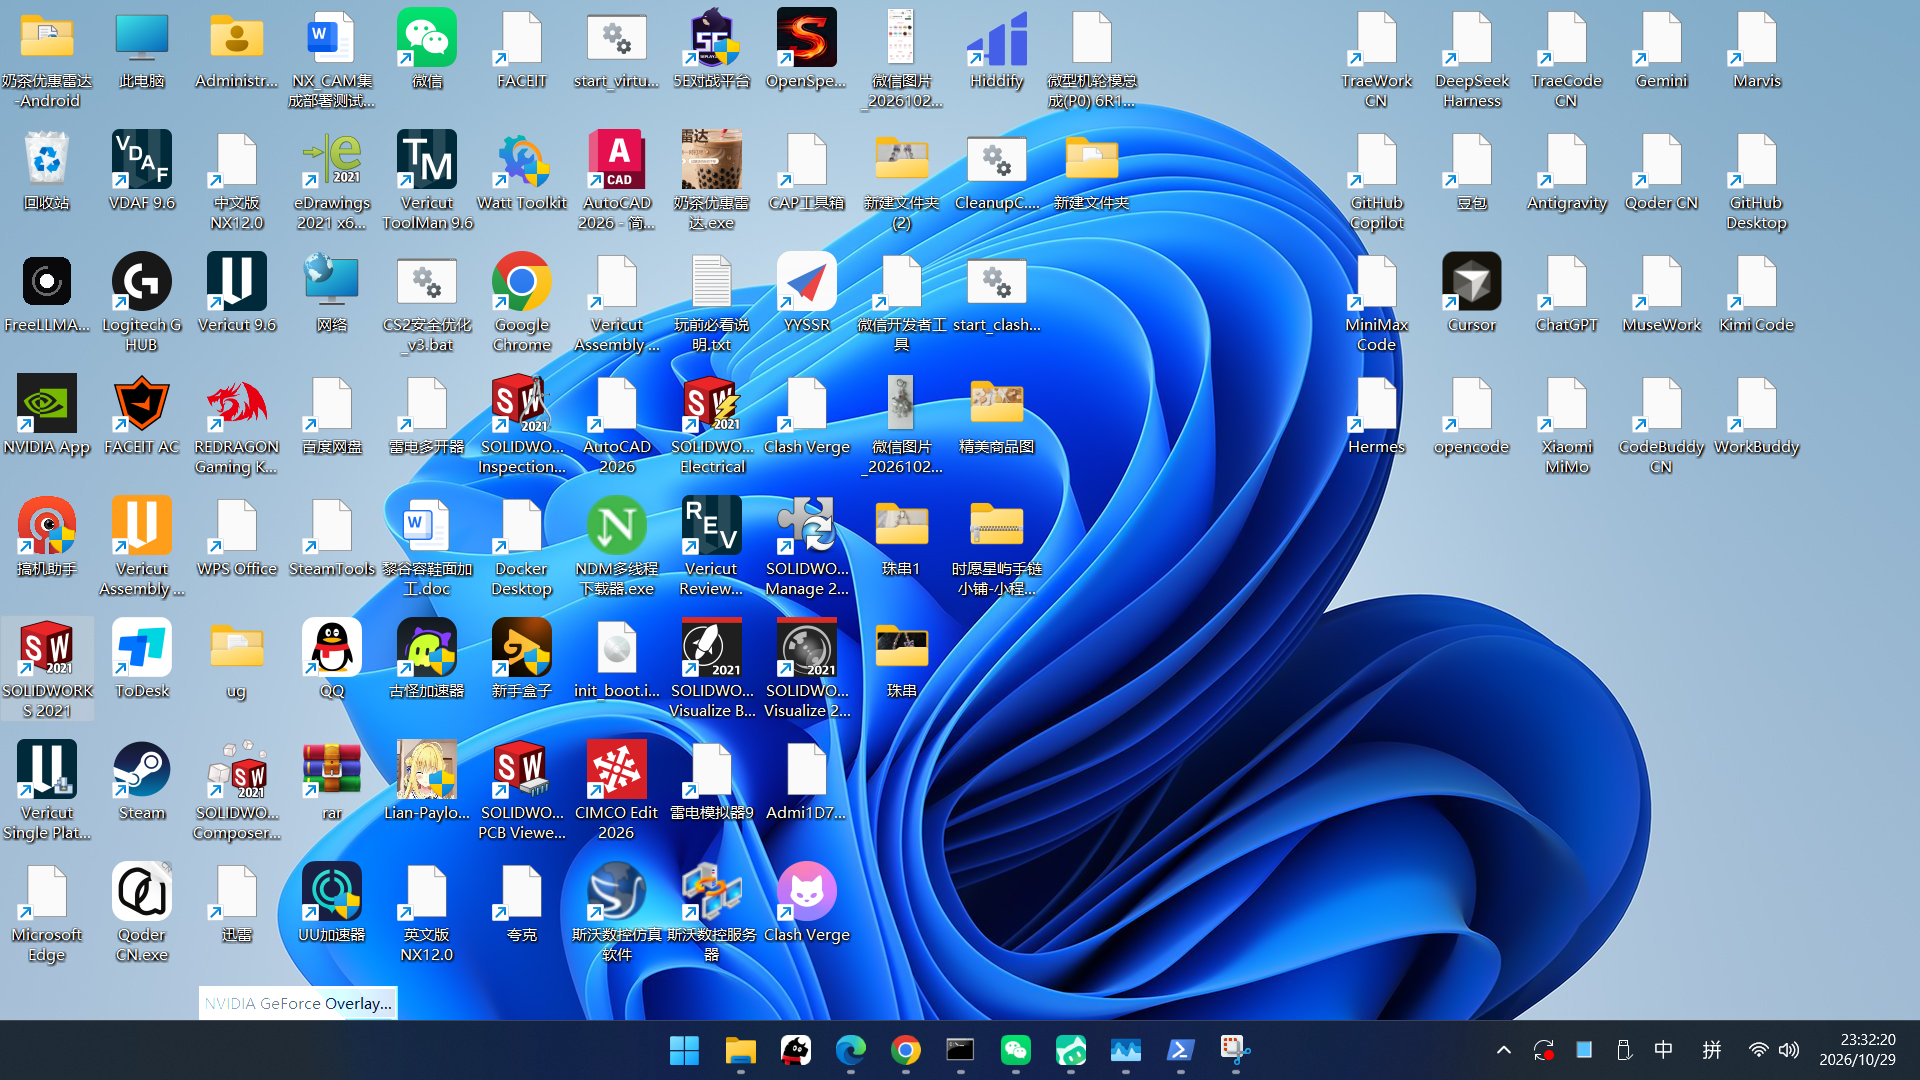 奶茶优惠雷达
-Android
此电脑
Administr...
NX_CAM集
成部署测试...
微信
FACEIT
start_virtu...
5E对战平台
OpenSpe...
微信图片
_2026102...
Hiddify
微型机轮模总
成(P0) 6R1...
TraeWork
CN
DeepSeek
Harness
TraeCode
CN
Gemini
Marvis
回收站
VDAF 9.6
中文版
NX12.0
eDrawings
2021 x6...
Vericut
ToolMan 9.6
Watt Toolkit
AutoCAD
2026 - 简...
奶茶优惠雷
达.exe
CAP工具箱
新建文件夹
(2)
CleanupC....
新建文件夹
GitHub
Copilot
豆包
Antigravity
Qoder CN
GitHub
Desktop
FreeLLMA...
Logitech G
HUB
Vericut 9.6
网络
CS2安全优化
_v3.bat
Google
Chrome
Vericut
Assembly ...
玩前必看说
明.txt
YYSSR
微信开发者工
具
start_clash...
MiniMax
Code
Cursor
ChatGPT
MuseWork
Kimi Code
NVIDIA App
FACEIT AC
REDRAGON
Gaming K...
百度网盘
雷电多开器
SOLIDWO...
Inspection...
AutoCAD
2026
SOLIDWO...
Electrical
Clash Verge
微信图片
_2026102...
精美商品图
Hermes
opencode
Xiaomi
MiMo
CodeBuddy
CN
WorkBuddy
搞机助手
Vericut
Assembly ...
WPS Office
SteamTools
黎谷容鞋面加
工.doc
Docker
Desktop
NDM多线程
下载器.exe
Vericut
Review...
SOLIDWO...
Manage 2...
珠串1
时愿星屿手链
小铺-小程...
SOLIDWORK
S 2021
ToDesk
ug
QQ
古怪加速器
新手盒子
init_boot.i...
SOLIDWO...
Visualize B...
SOLIDWO...
Visualize 2...
珠串
Vericut
Single Plat...
Steam
SOLIDWO...
Composer...
rar
Lian-Paylo...
SOLIDWO...
PCB Viewe...
CIMCO Edit
2026
雷电模拟器9
Admi1D7...
Microsoft
Edge
Qoder
CN.exe
迅雷
UU加速器
英文版
NX12.0
夸克
斯沃数控仿真
软件
斯沃数控服务
器
Clash Verge
NVIDIA GeForce Overlay...
中
拼
23:32:20
2026/10/29